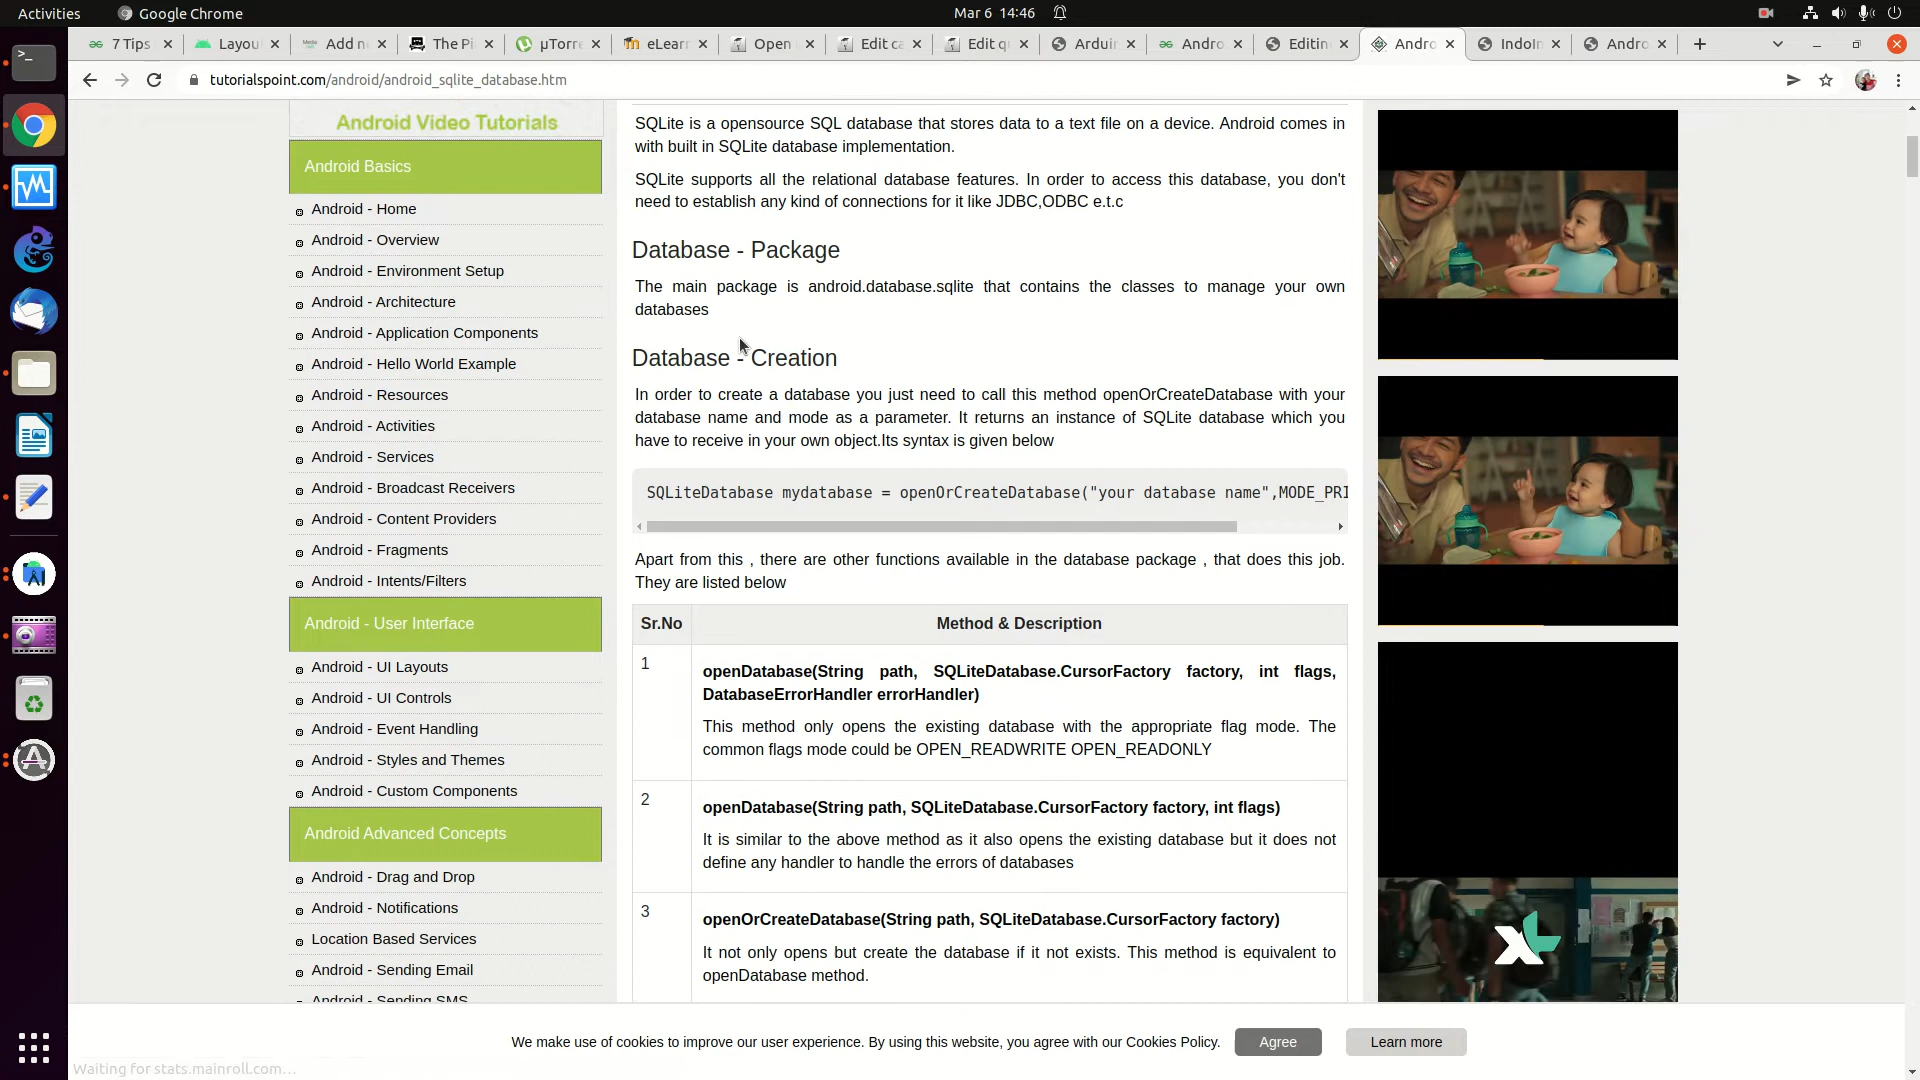 Activities
Google Chrome
Mar 6 14:46
7 Tips
Layou
Add n
The Pi
µTorre
eLearn
Open
Edit ca
Edit q
Arduin
Andro
Editin
Andro
IndoIn
Andro
tutorialspoint.com/android/android_sqlite_database.htm
Android Video Tutorials
Android Basics
Android - Home
Android - Overview
Android - Environment Setup
Android - Architecture
Android - Application Components
Android - Hello World Example
Android - Resources
Android - Activities
Android - Services
Android - Broadcast Receivers
Android - Content Providers
Android - Fragments
Android - Intents/Filters
Android - User Interface
Android - UI Layouts
Android - UI Controls
Android - Event Handling
Android - Styles and Themes
Android - Custom Components
Android Advanced Concepts
Android - Drag and Drop
Android - Notifications
Location Based Services
Android - Sending Email
Android - Sending SMS
SQLite is a opensource SQL database that stores data to a text file on a device. Android comes in
with built in SQLite database implementation.
SQLite supports all the relational database features. In order to access this database, you don't
need to establish any kind of connections for it like JDBC,ODBC e.t.c
Database - Package
The main package is android.database.sqlite that contains the classes to manage your own
databases
Database - Creation
In order to create a database you just need to call this method openOrCreateDatabase with your
database name and mode as a parameter. It returns an instance of SQLite database which you
have to receive in your own object.Its syntax is given below
SQLiteDatabase mydatabase = openOrCreateDatabase("your database name",MODE_PRI
Apart from this , there are other functions available in the database package , that does this job.
They are listed below
Sr.No Method & Description
1
openDatabase(String path, SQLiteDatabase.CursorFactory factory, int flags,
DatabaseErrorHandler errorHandler)
This method only opens the existing database with the appropriate flag mode. The
common flags mode could be OPEN_READWRITE OPEN_READONLY
2
openDatabase(String path, SQLiteDatabase.CursorFactory factory, int flags)
It is similar to the above method as it also opens the existing database but it does not
define any handler to handle the errors of databases
3
openOrCreateDatabase(String path, SQLiteDatabase.CursorFactory factory)
It not only opens but create the database if it not exists. This method is equivalent to
openDatabase method.
XL
We make use of cookies to improve our user experience. By using this website, you agree with our Cookies Policy.
Agree
Learn more
Waiting for stats.mainroll.com...